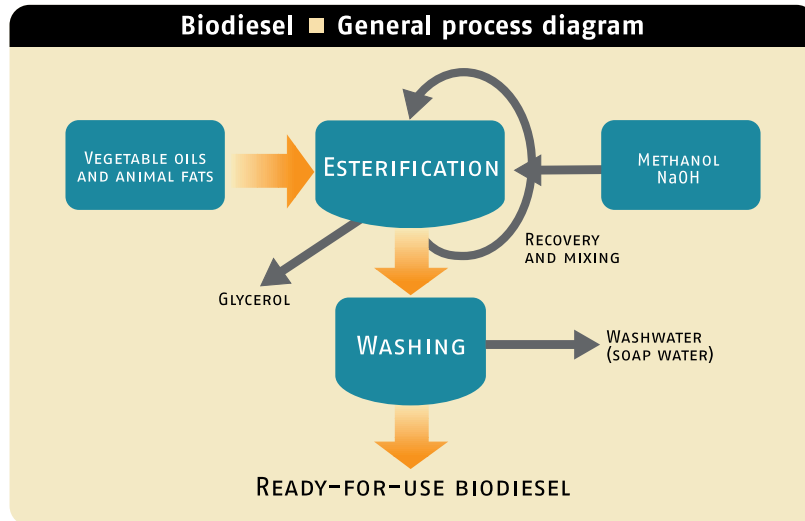 Biodiesel ■ General process diagram
Vegetable oils
and animal fats
Esterification
Methanol
NaOH
Recovery
and mixing
Glycerol
Washing
Washwater
(soap water)
Ready-for-use biodiesel